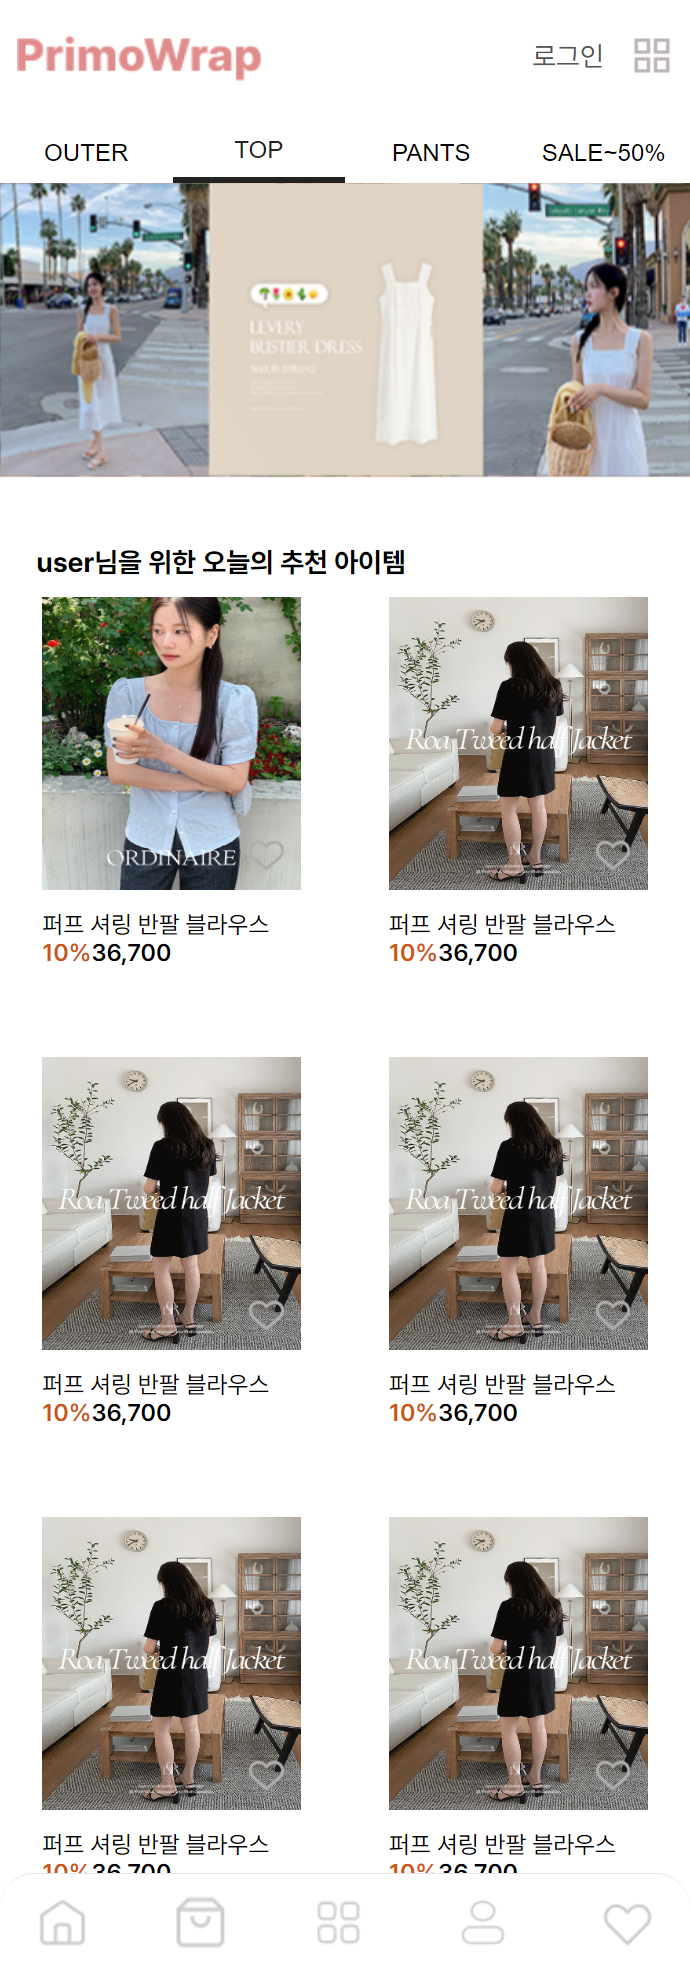 PrimoWrap
로그인
OUTER
TOP
PANTS
SALE~50%
LEVERY
BUSTIER DRESS
user님을 위한 오늘의 추천 아이템
ORDINAIRE
Roa Tweed half Jacket
퍼프 셔링 반팔 블라우스
10%36,700
퍼프 셔링 반팔 블라우스
10%36,700
Roa Tweed half Jacket
Roa Tweed half Jacket
퍼프 셔링 반팔 블라우스
10%36,700
퍼프 셔링 반팔 블라우스
10%36,700
Roa Tweed half Jacket
Roa Tweed half Jacket
퍼프 셔링 반팔 블라우스
10%36,700
퍼프 셔링 반팔 블라우스
10%36,700